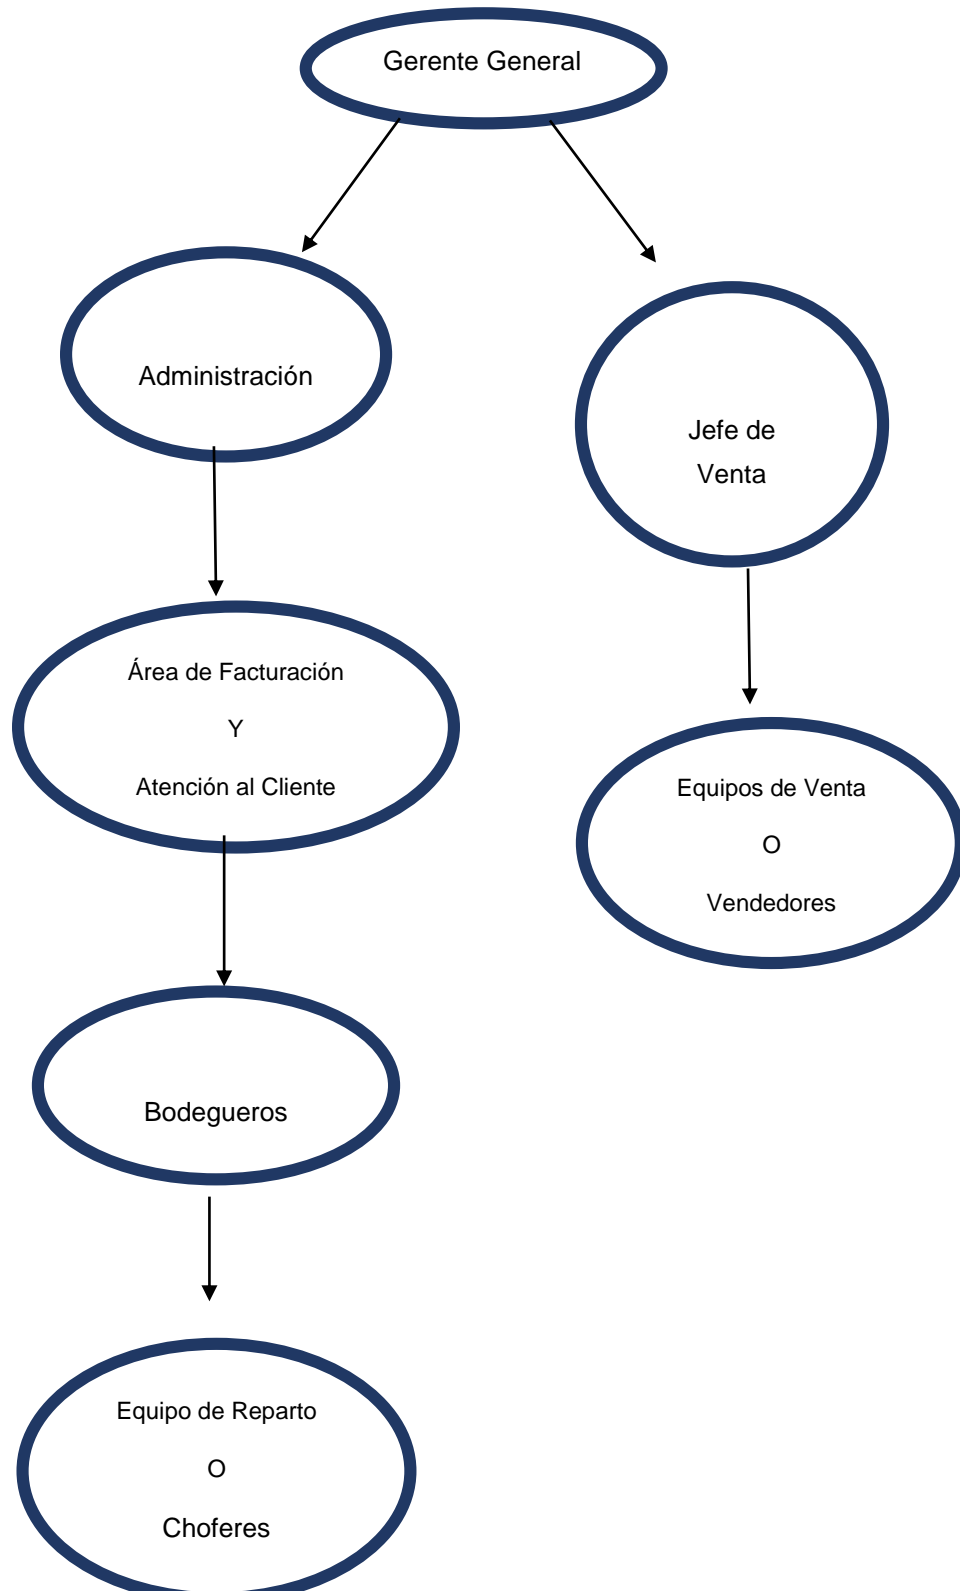 Gerente General
Administración
Jefe de
Venta
Área de Facturación
Y
Atención al Cliente
Equipos de Venta
O
Vendedores
Bodegueros
Equipo de Reparto
O
Choferes